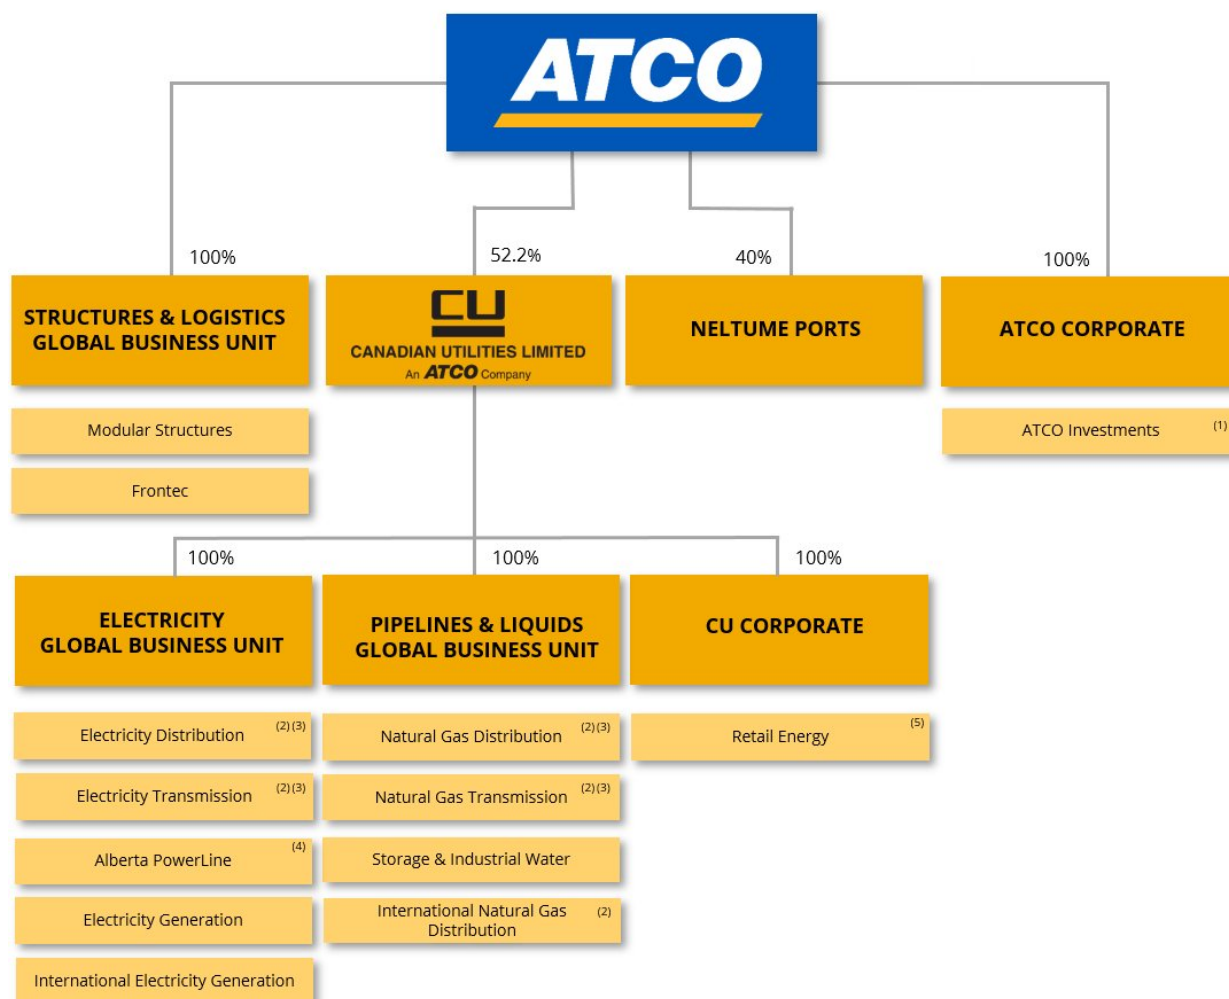 ATCO
100%
52.2%
40%
100%
STRUCTURES & LOGISTICS
GLOBAL BUSINESS UNIT
CU
CANADIAN UTILITIES LIMITED
An ATCO Company
NELTUME PORTS
ATCO CORPORATE
Modular Structures
Frontec
ATCO Investments (1)
100%
100%
100%
ELECTRICITY
GLOBAL BUSINESS UNIT
PIPELINES & LIQUIDS
GLOBAL BUSINESS UNIT
CU CORPORATE
Electricity Distribution (2)(3)
Electricity Transmission (2)(3)
Alberta PowerLine (4)
Electricity Generation
International Electricity Generation
Natural Gas Distribution (2)(3)
Natural Gas Transmission (2)(3)
Storage & Industrial Water
International Natural Gas (2)
Distribution
Retail Energy (5)